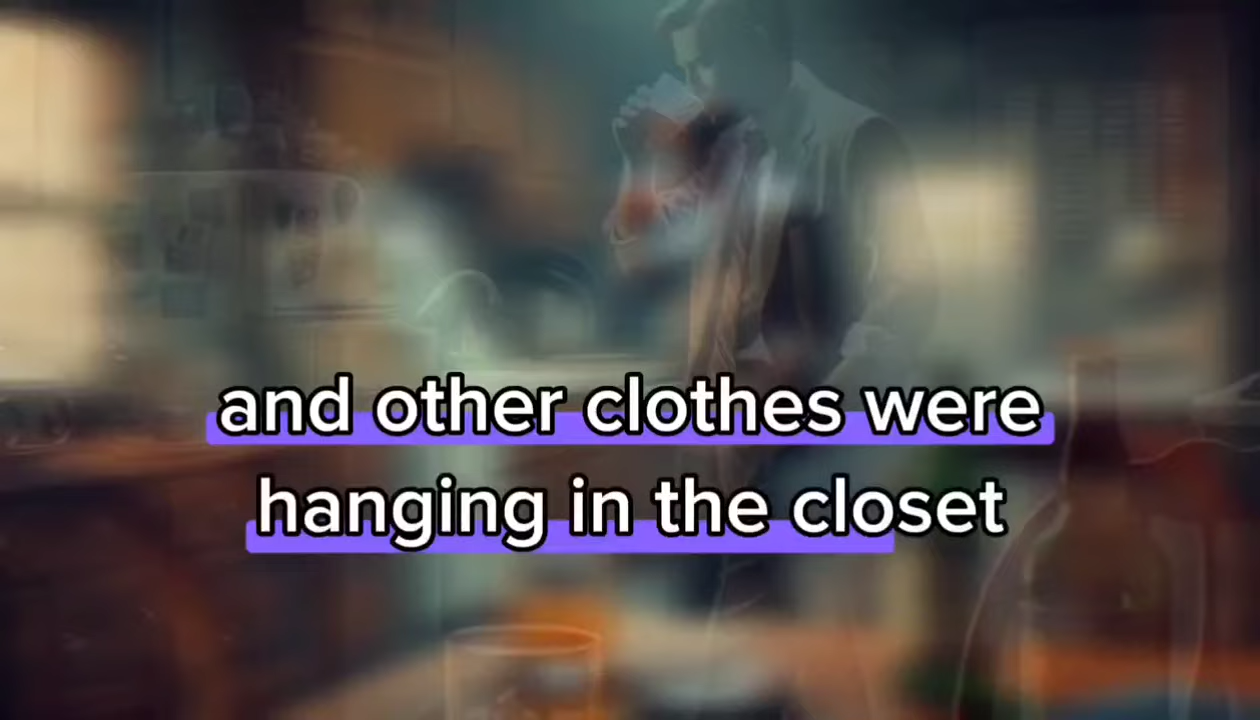 and other clothes were
hanging in the closet